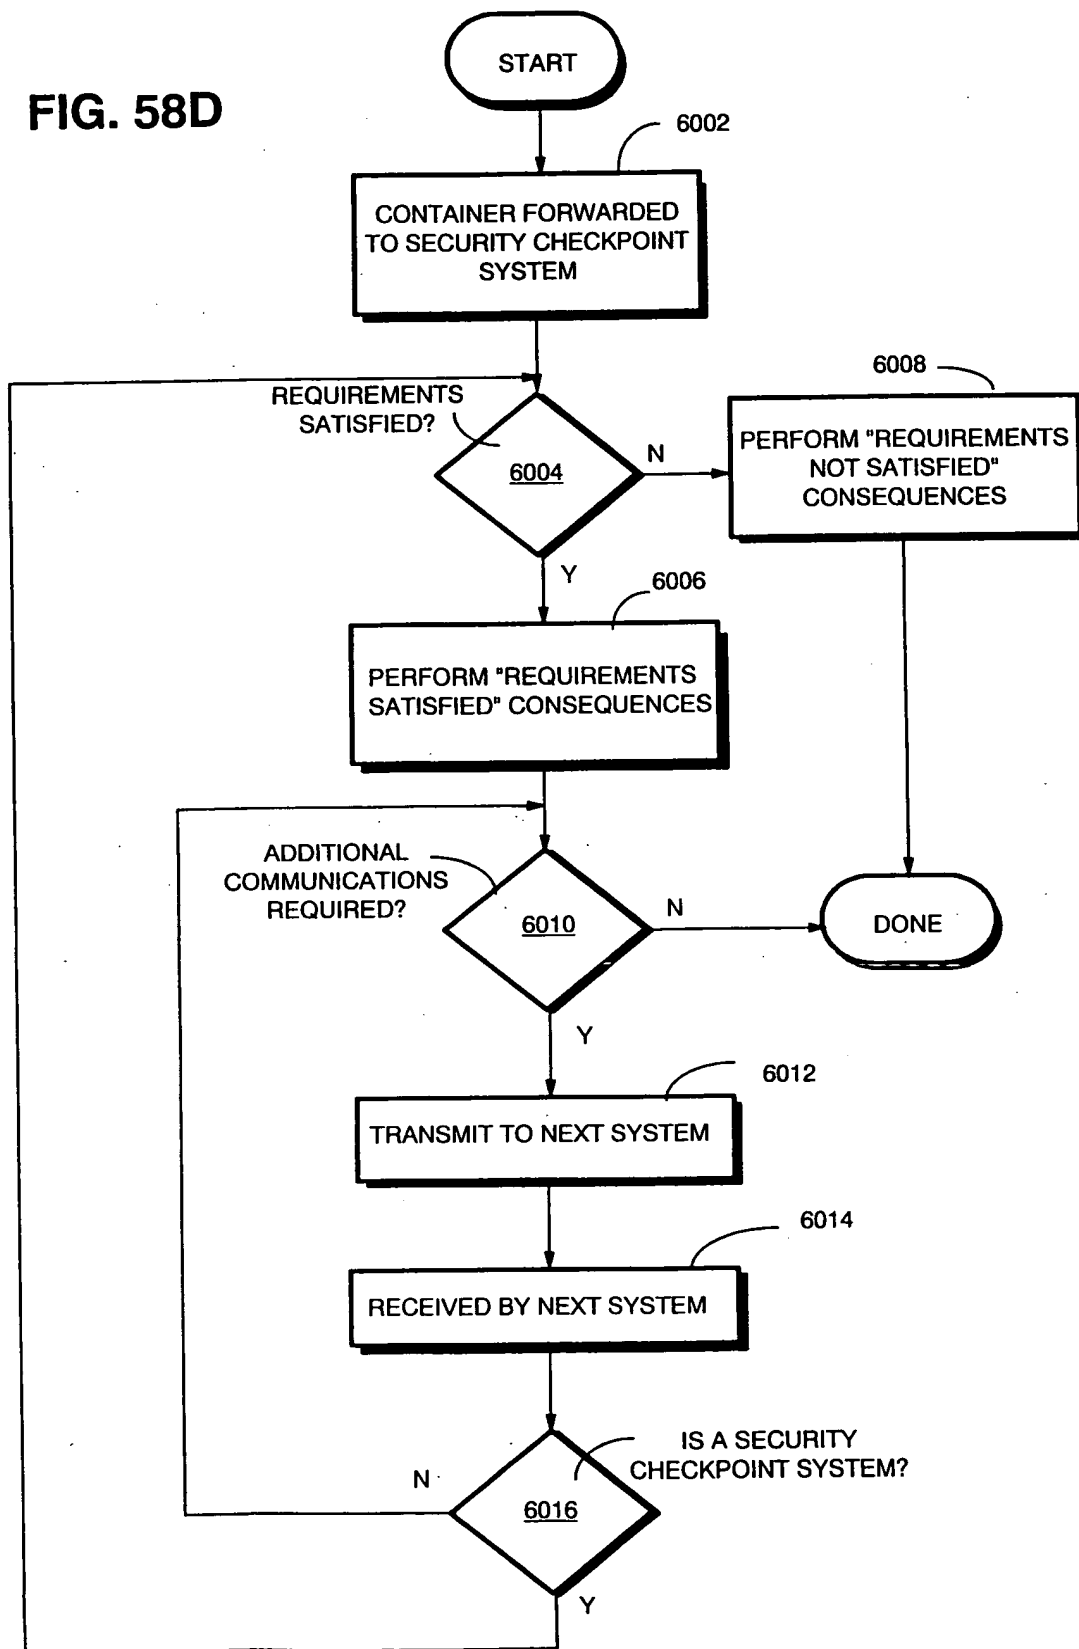 FIG. 58D
START
6002
CONTAINER FORWARDED
TO SECURITY CHECKPOINT
SYSTEM
REQUIREMENTS
SATISFIED?
6004
N
Y
6008
PERFORM "REQUIREMENTS
NOT SATISFIED"
CONSEQUENCES
6006
PERFORM "REQUIREMENTS
SATISFIED" CONSEQUENCES
ADDITIONAL
COMMUNICATIONS
REQUIRED?
6010
N
DONE
Y
6012
TRANSMIT TO NEXT SYSTEM
6014
RECEIVED BY NEXT SYSTEM
IS A SECURITY
CHECKPOINT SYSTEM?
N
6016
Y